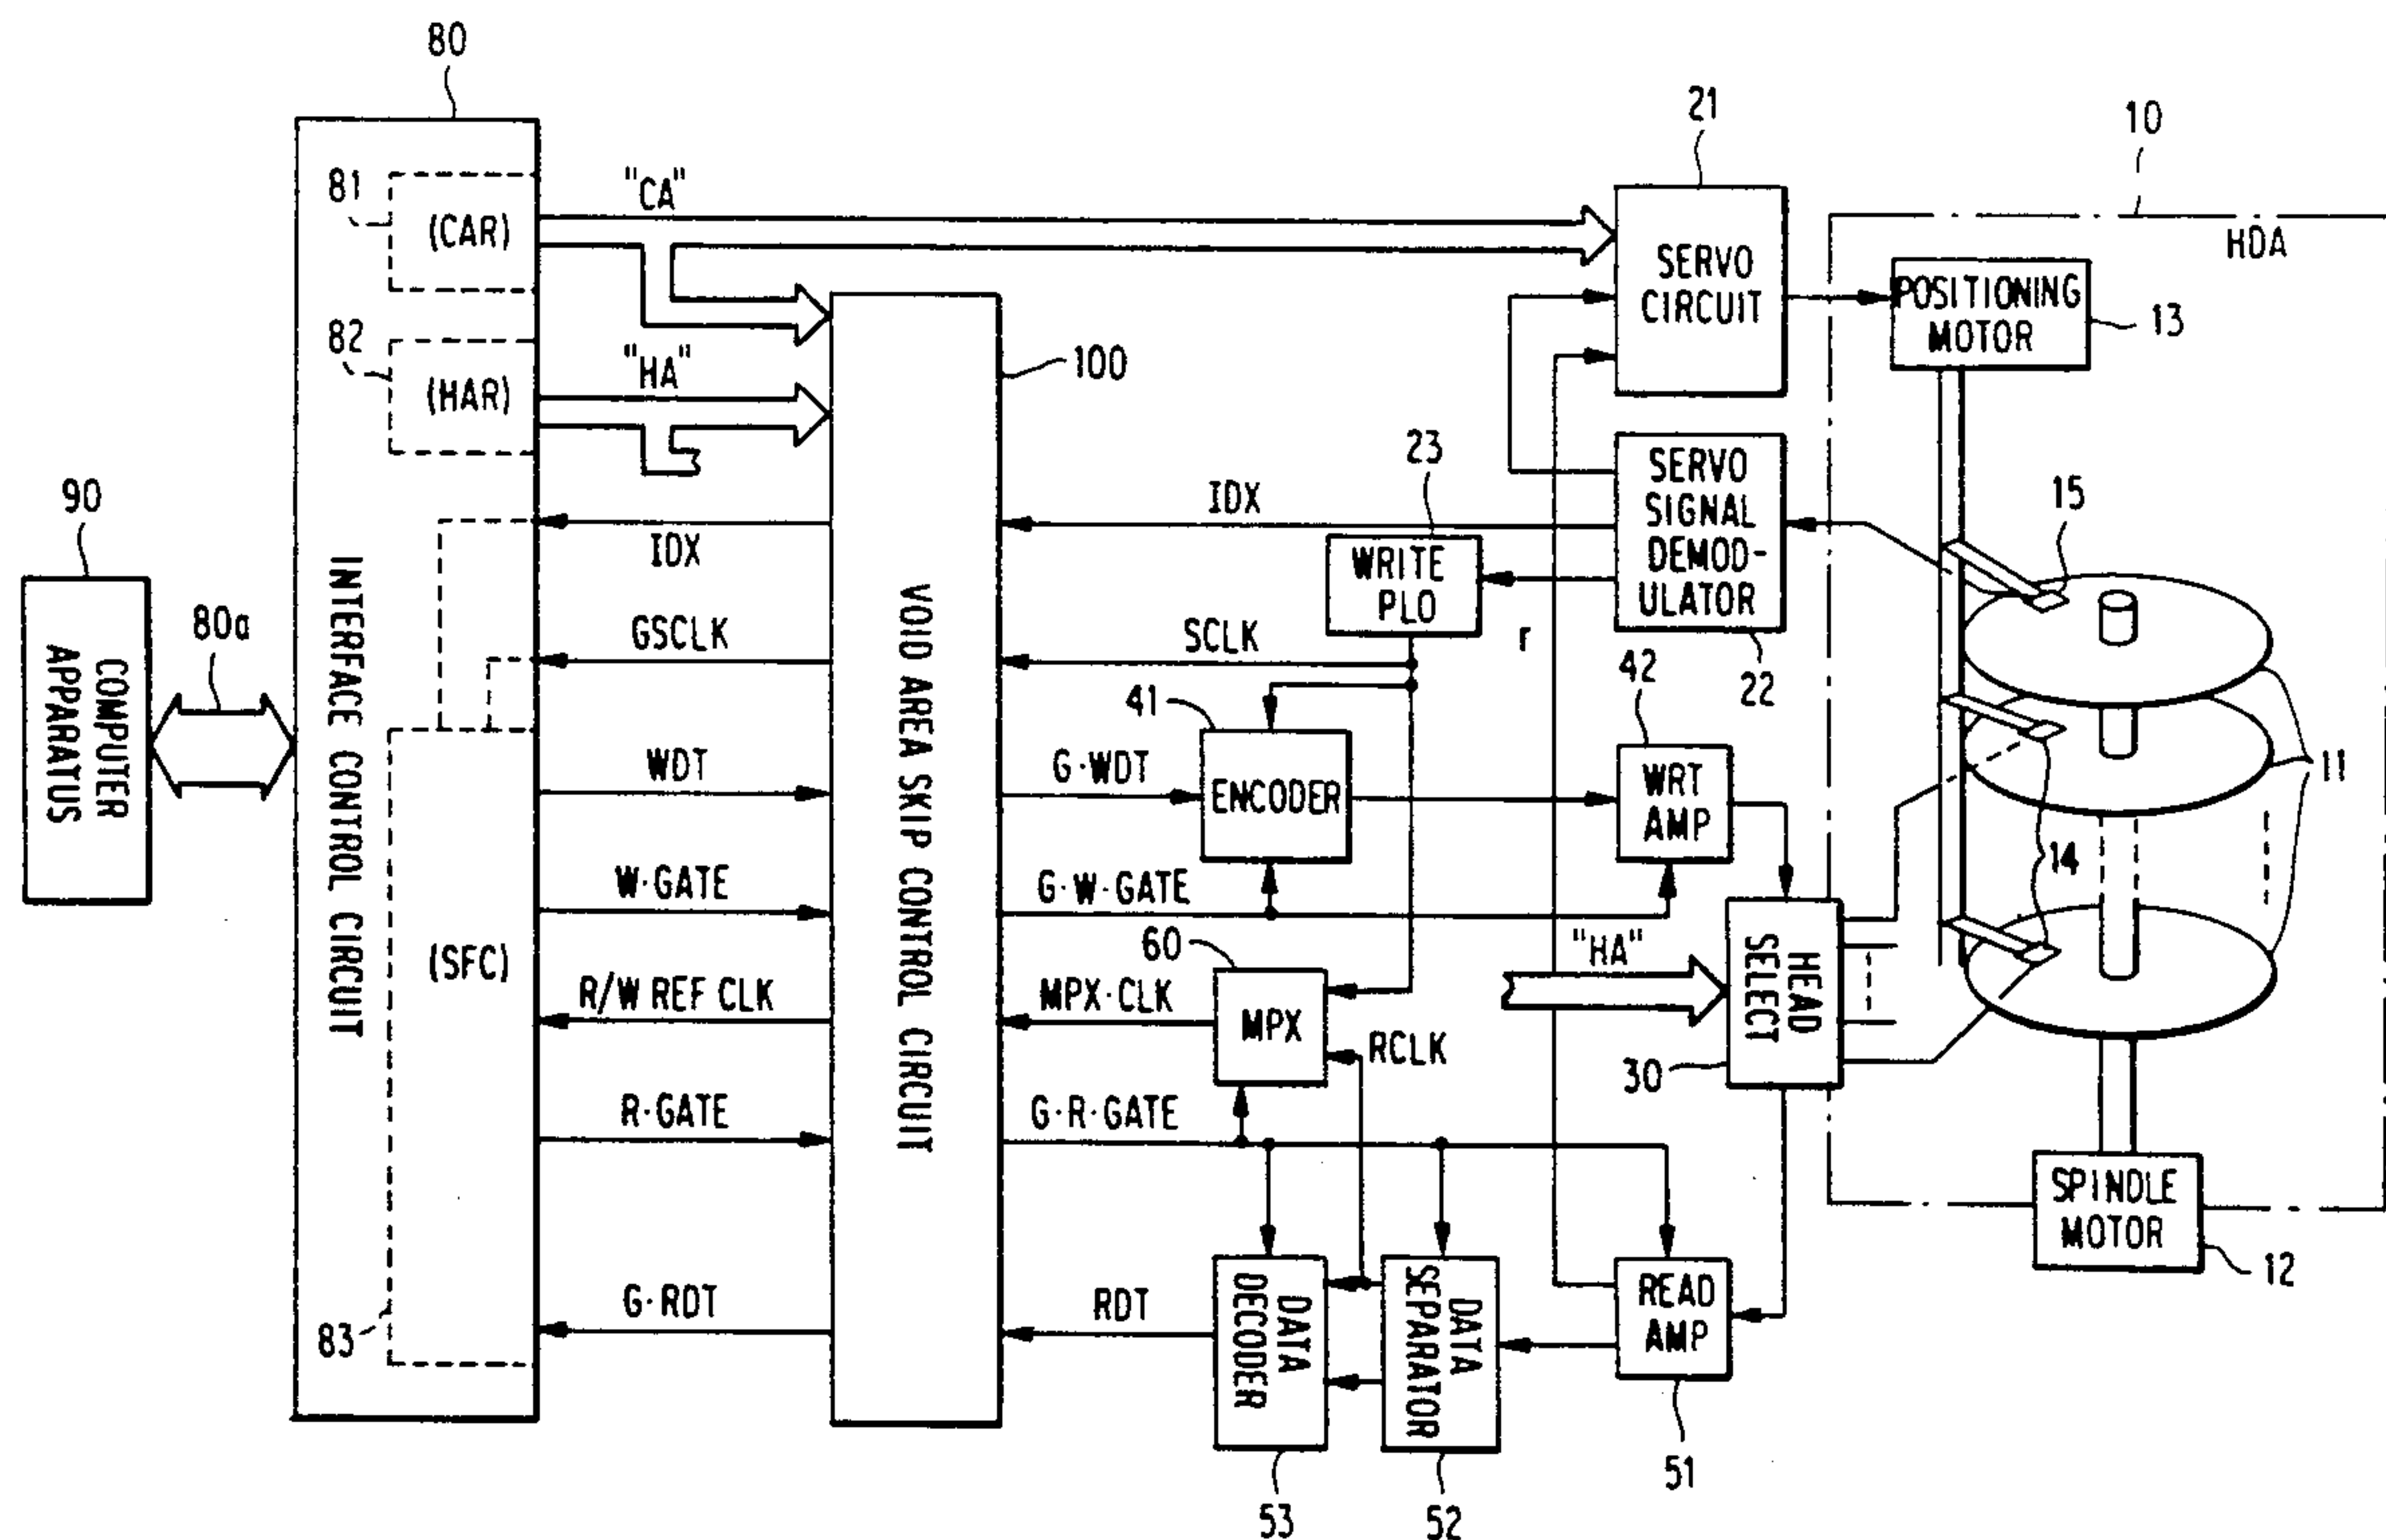 80
21
10
81
(CAR)
"CA"
SERVO
CIRCUIT
HDA
POSITIONING
MOTOR
13
82
(HAR)
"HA"
100
90
COMPUTER
APPARATUS
80a
INTERFACE CONTROL CIRCUIT
IDX
GSCLK
WDT
W·GATE
(SFC)
R/W REF CLK
R·GATE
G·RDT
83
VOID AREA SKIP CONTROL CIRCUIT
IDX
23
WRITE
PLO
SERVO
SIGNAL
DEMOD-
ULATOR
22
r
15
SCLK
41
ENCODER
G·WDT
42
WRT
AMP
11
14
G·W·GATE
60
MPX
MPX·CLK
RCLK
"HA"
HEAD
SELECT
30
G·R·GATE
SPINDLE
MOTOR
12
RDT
DATA
DECODER
53
DATA
SEPARATOR
52
READ
AMP
51